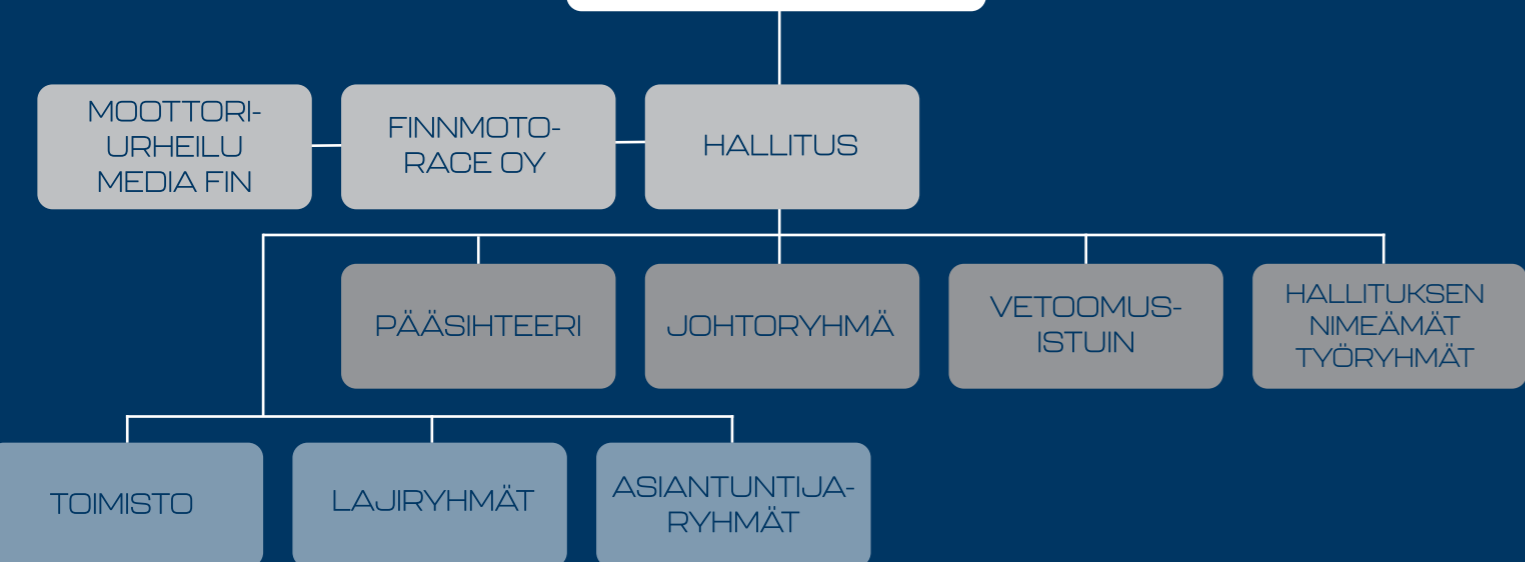 MOOTTORI-
URHEILU
MEDIA FIN
FINNMOTO-
RACE OY
HALLITUS
PÄÄSIHTEERI
JOHTORYHMÄ
VETOOMUS-
ISTUIN
HALLITUKSEN
NIMEÄMÄT
TYÖRYHMÄT
TOIMISTO
LAJIRYHMÄT
ASIANTUNTIJA-
RYHMÄT